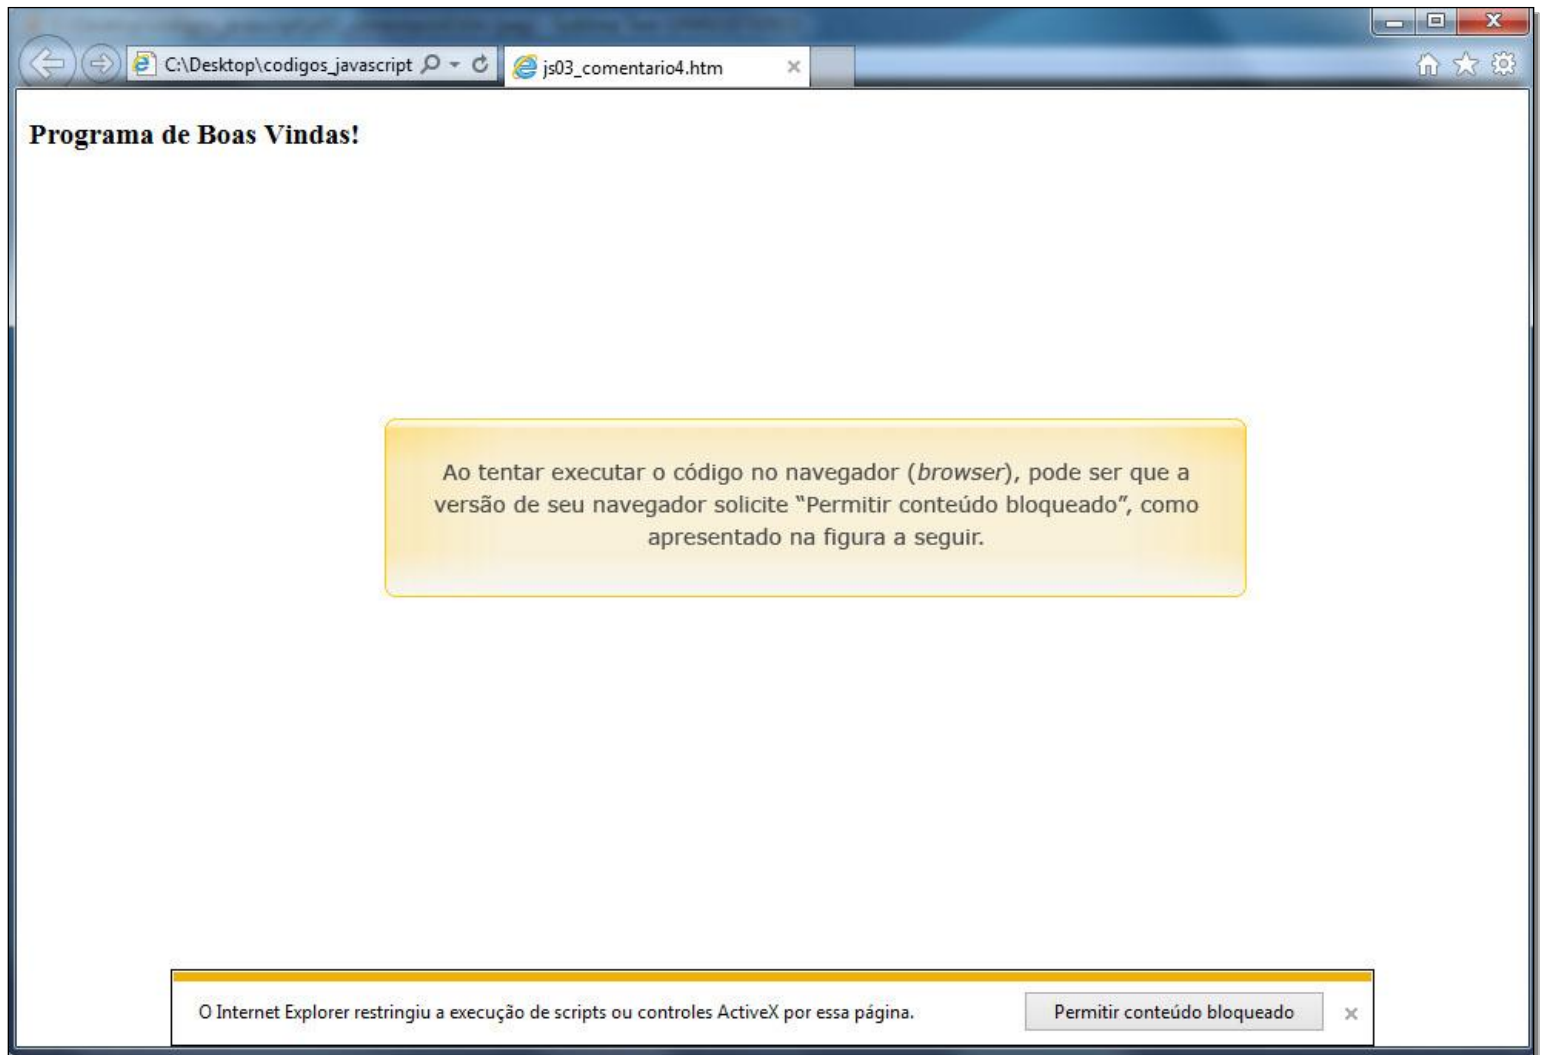 C:\Desktop\codigos_javascript
js03_comentario4.htm
Programa de Boas Vindas!
Ao tentar executar o código no navegador (browser), pode ser que a
versão de seu navegador solicite “Permitir conteúdo bloqueado”, como
apresentado na figura a seguir.
O Internet Explorer restringiu a execução de scripts ou controles ActiveX por essa página.
Permitir conteúdo bloqueado